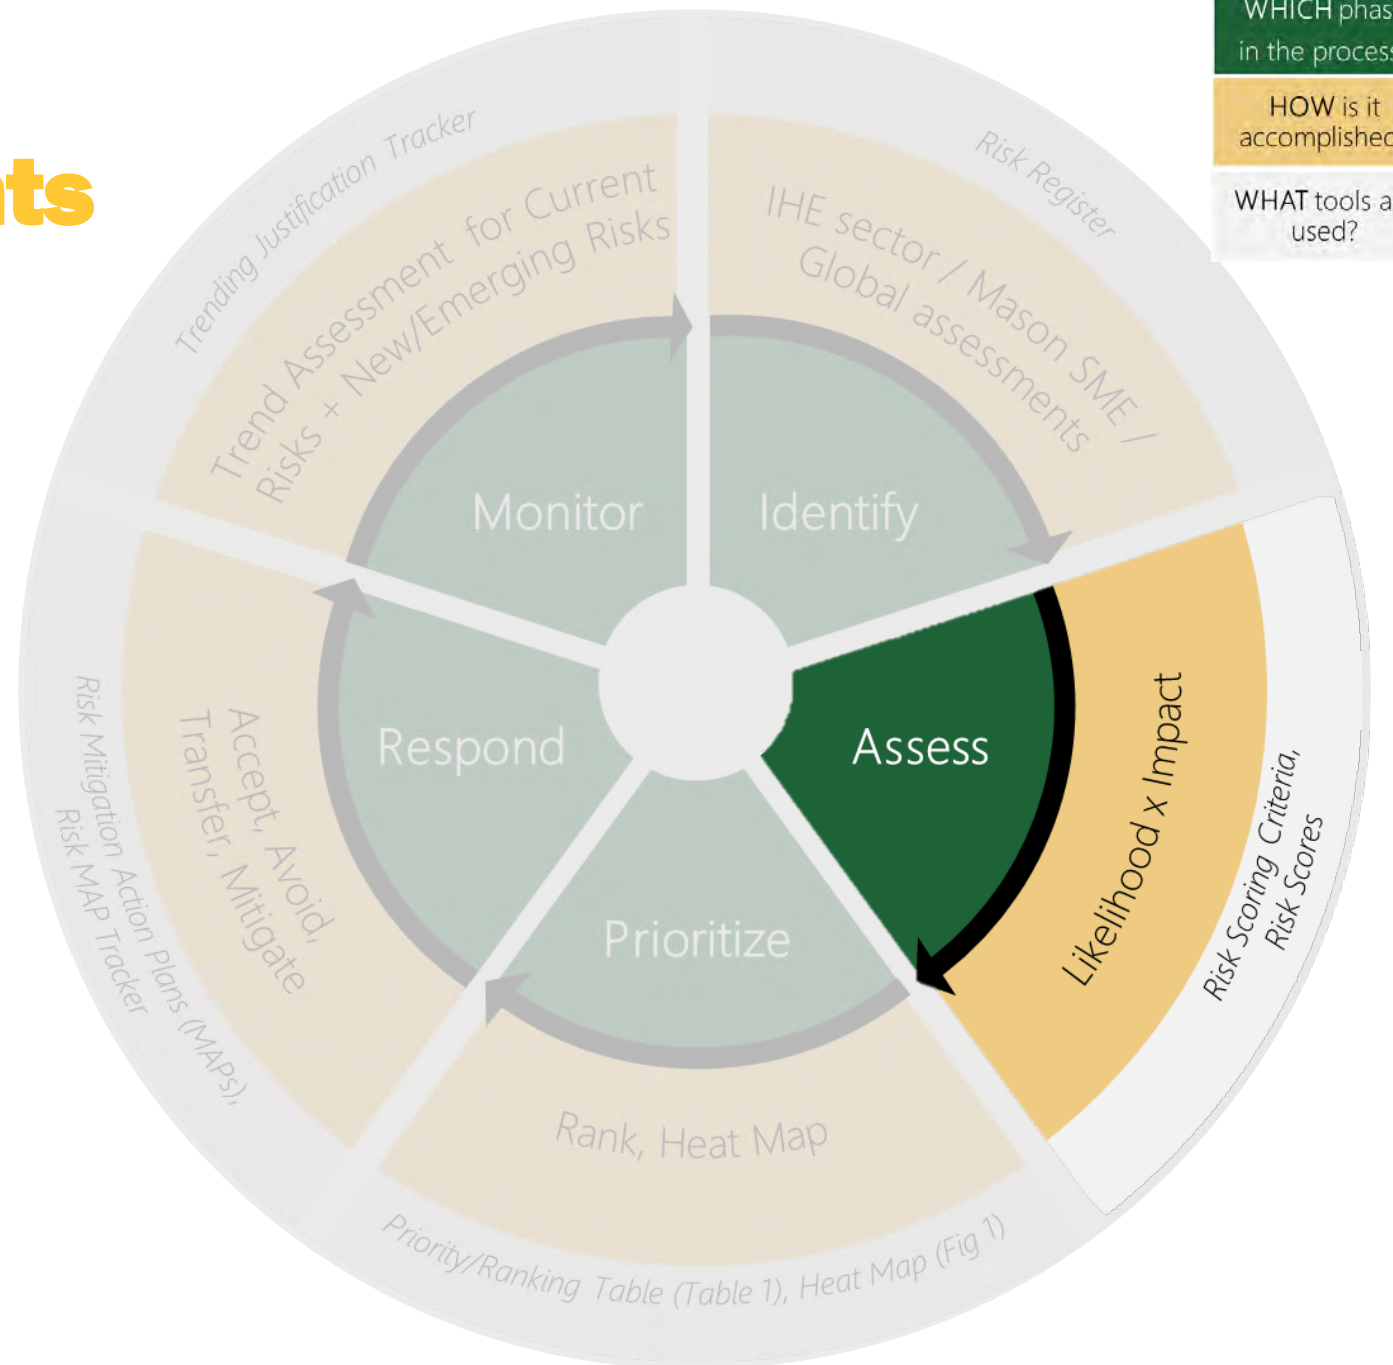 WHICH phas
in the process
HOW is it
accomplished
WHAT tools a
used?
nts
Risk Register
IHE sector / Mason SME /
Global assessments
Identify
Assess
Likelihood x Impact
Risk Scoring Criteria,
Risk Scores
Prioritize
Rank, Heat Map
Priority/Ranking Table (Table 1), Heat Map (Fig 1)
Respond
Accept, Avoid,
Transfer, Mitigate
Risk Mitigation Action Plans (MAPs),
Risk MAP Tracker
Monitor
Trend Assessment for Current
Risks + New/Emerging Risks
Trending Justification Tracker